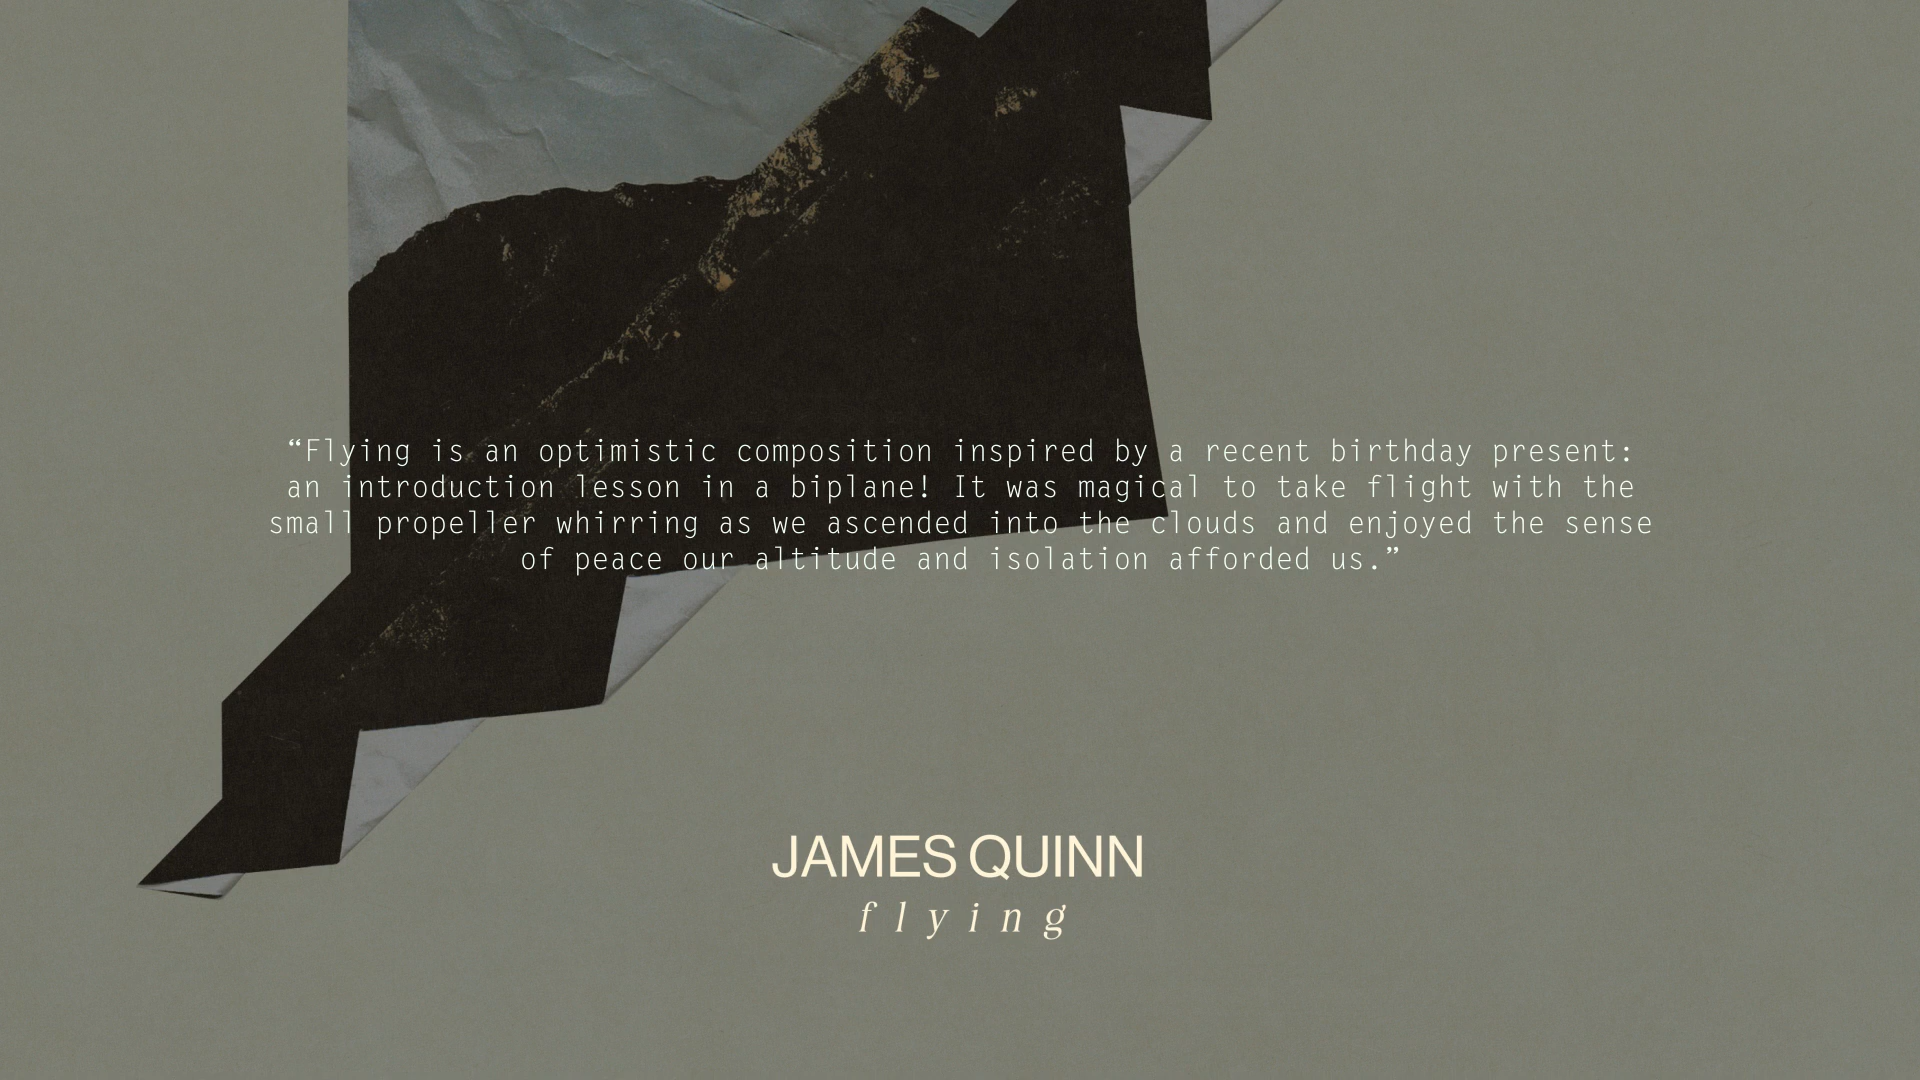 “Flying is an optimistic composition inspired by a recent birthday present:
an introduction lesson in a biplane! It was magical to take flight with the
small propeller whirring as we ascended into the clouds and enjoyed the sense
of peace our altitude and isolation afforded us.”
JAMES QUINN
flying